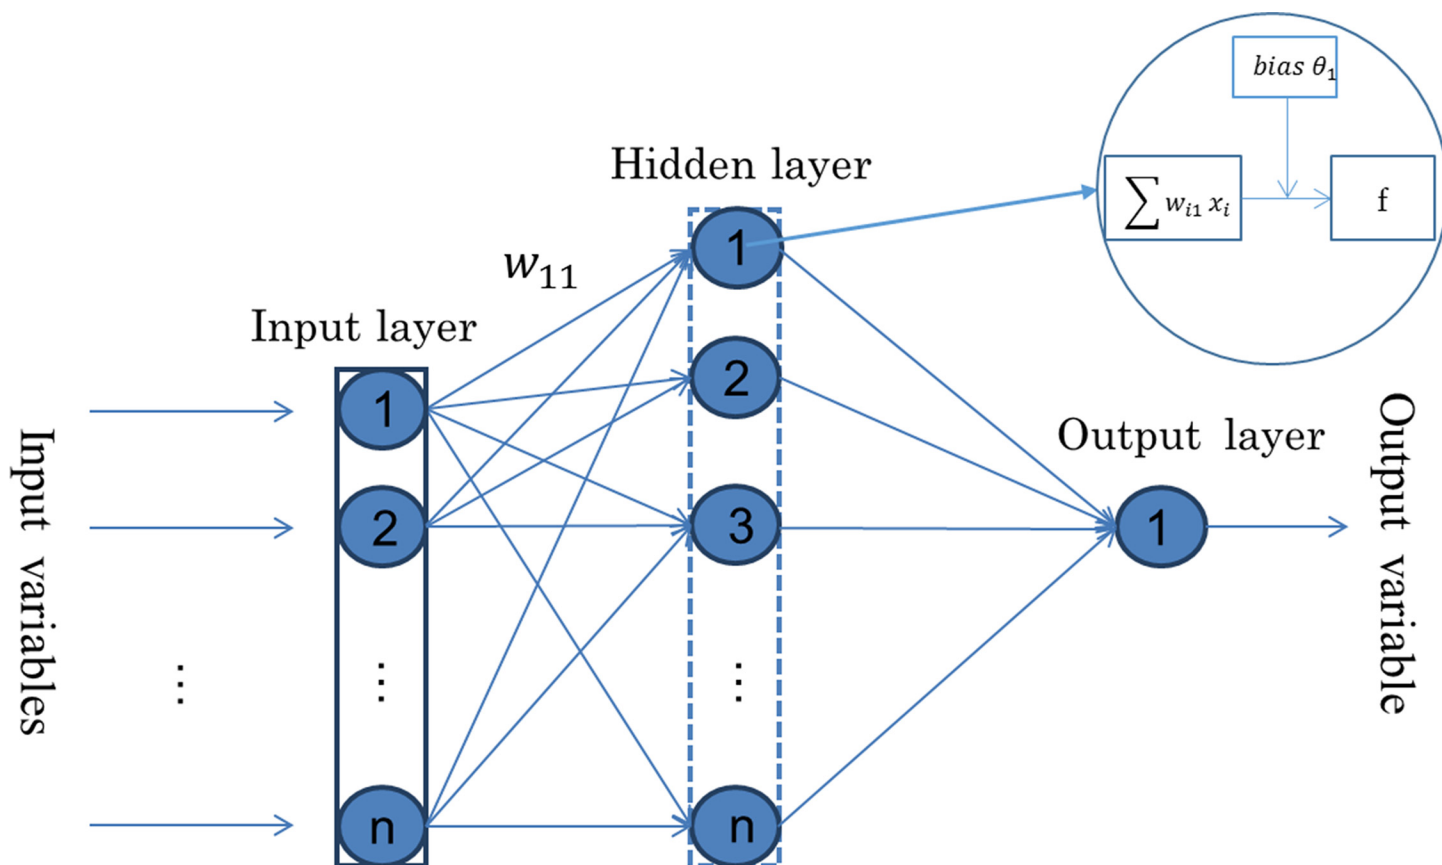 bias θ₁
∑ wᵢ₁ xᵢ
f
Hidden layer
w₁₁
Input layer
Output layer
Input variables
Output variable
1
2
⋮
n
1
2
3
⋮
n
1
⋮